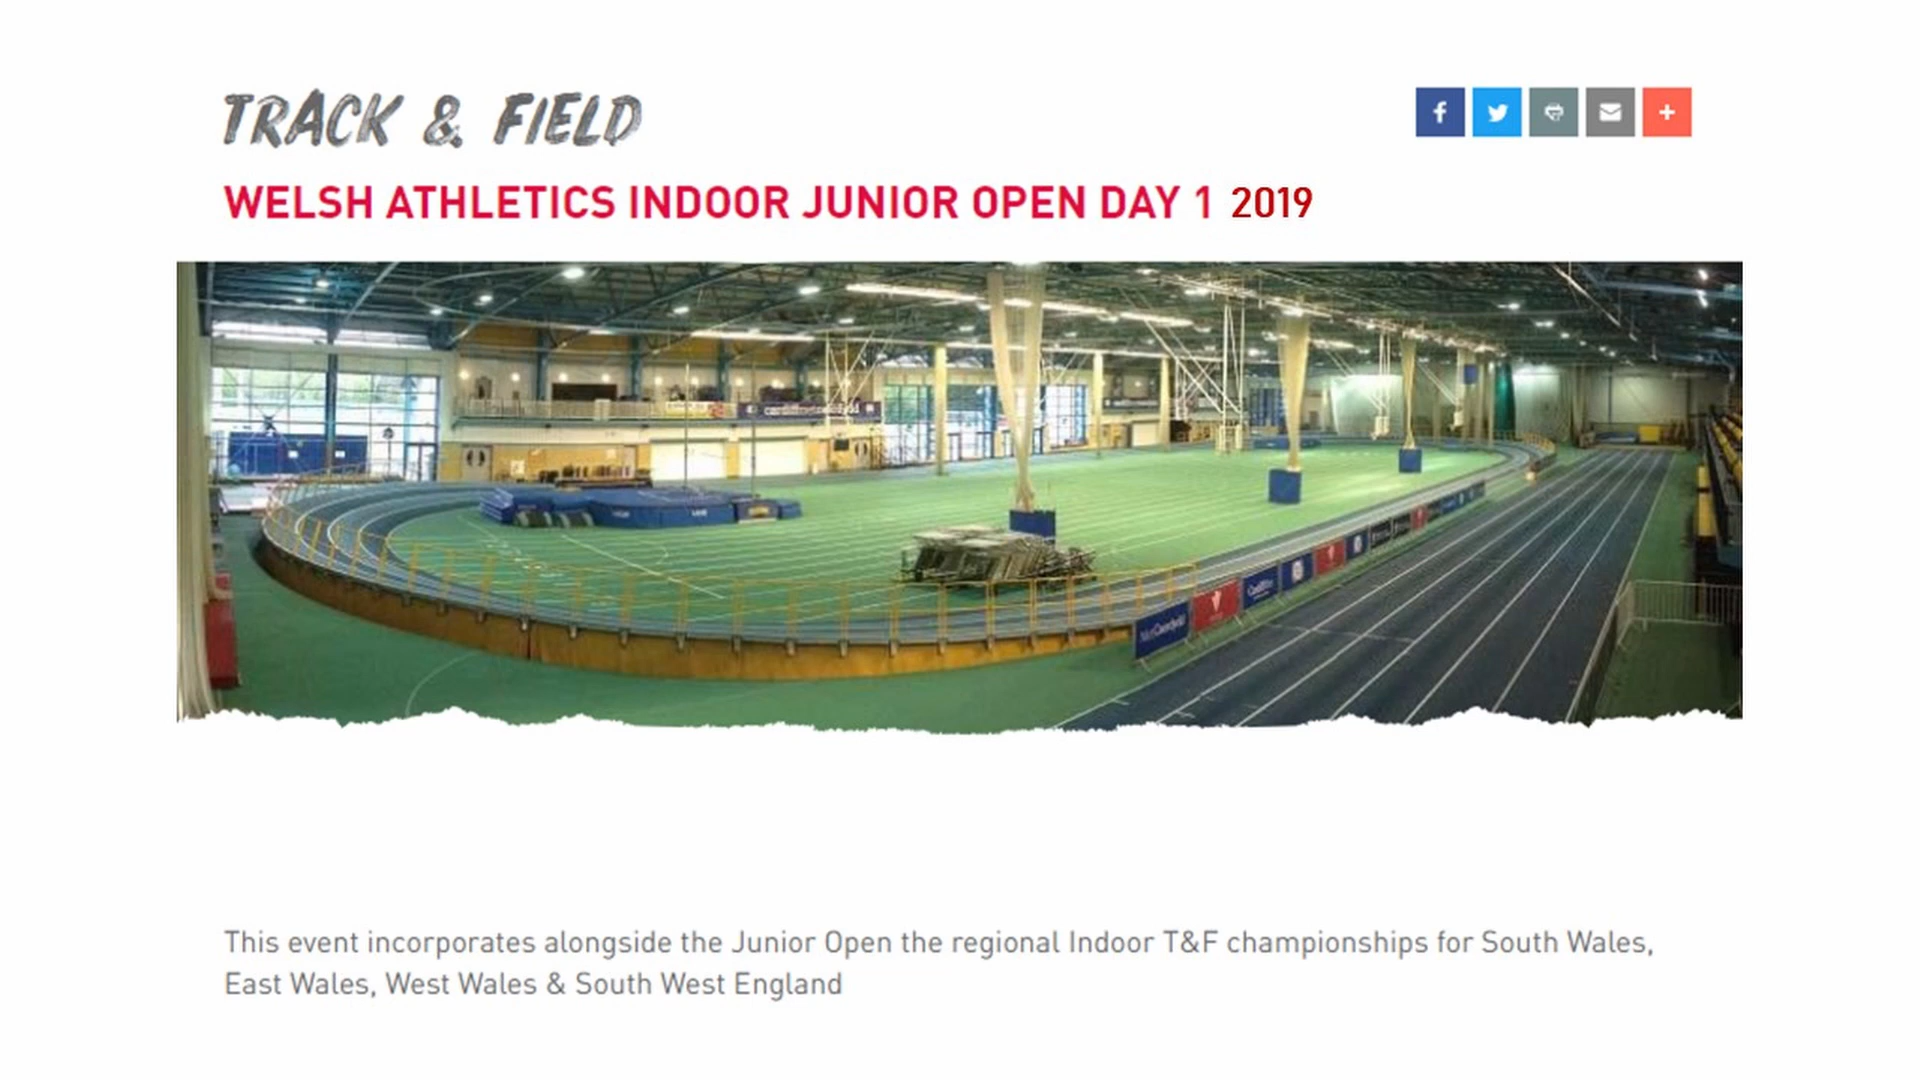 TRACK & FIELD
WELSH ATHLETICS INDOOR JUNIOR OPEN DAY 1 2019
This event incorporates alongside the Junior Open the regional Indoor T&F championships for South Wales,
East Wales, West Wales & South West England